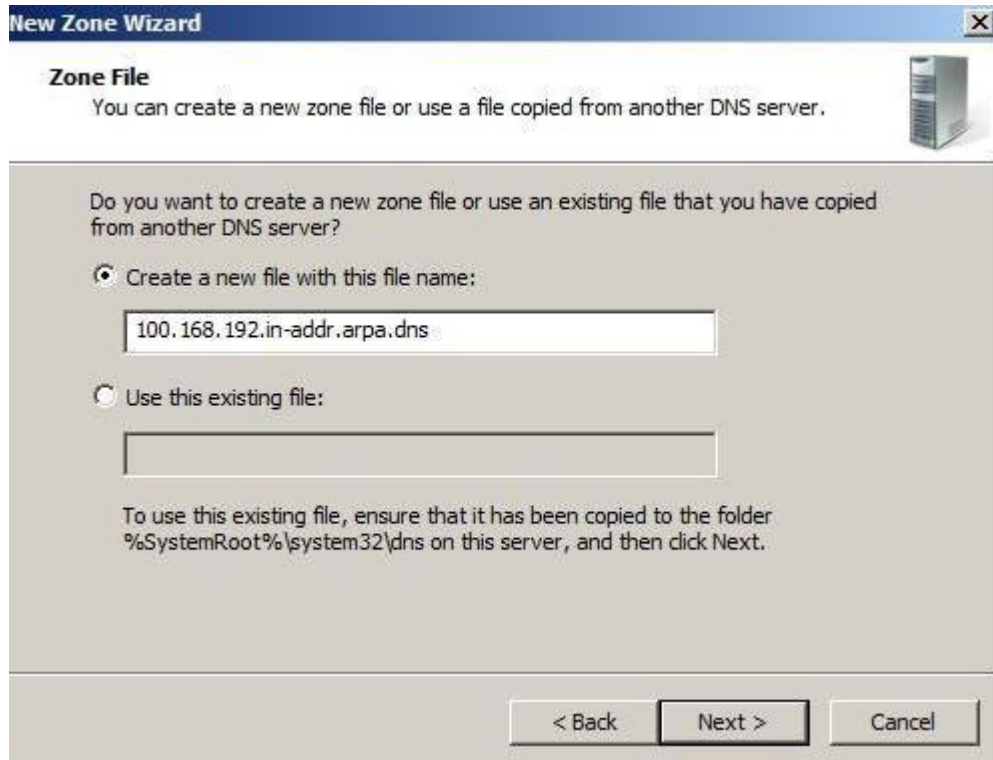 New Zone Wizard
Zone File
You can create a new zone file or use a file copied from another DNS server.
Do you want to create a new zone file or use an existing file that you have copied
from another DNS server?
Create a new file with this file name:
100.168.192.in-addr.arpa.dns
Use this existing file:
To use this existing file, ensure that it has been copied to the folder
%SystemRoot%\system32\dns on this server, and then click Next.
< Back Next > Cancel